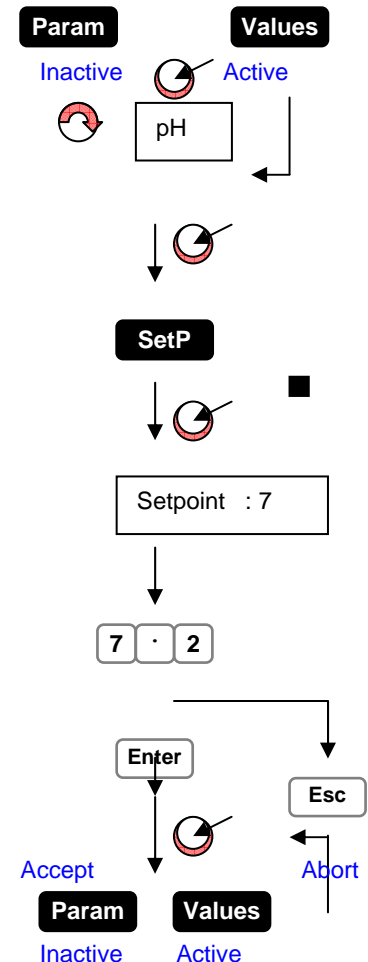 Param Values
Inactive Active
pH
SetP
Setpoint : 7
7 . 2
Enter
Esc
Accept Abort
Param Values
Inactive Active